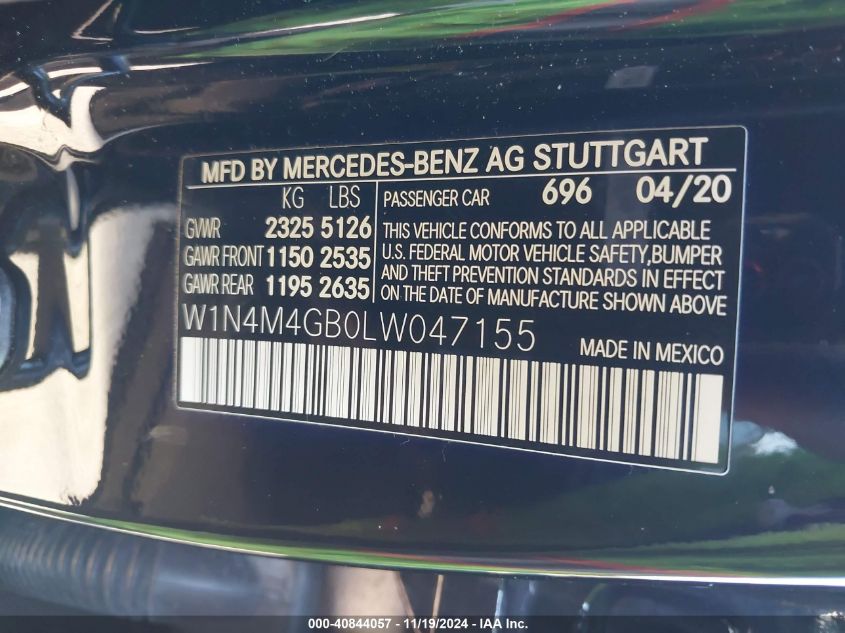 MFD BY MERCEDES-BENZ AG STUTTGART
KG LBS
PASSENGER CAR 696 04/20
GVWR 2325 5126
GAWR FRONT 1150 2535
GAWR REAR 1195 2635
THIS VEHICLE CONFORMS TO ALL APPLICABLE
U.S. FEDERAL MOTOR VEHICLE SAFETY,BUMPER
AND THEFT PREVENTION STANDARDS IN EFFECT
ON THE DATE OF MANUFACTURE SHOWN ABOVE
W1N4M4GB0LW047155
MADE IN MEXICO
000-40844057 - 11/19/2024 - IAA Inc.